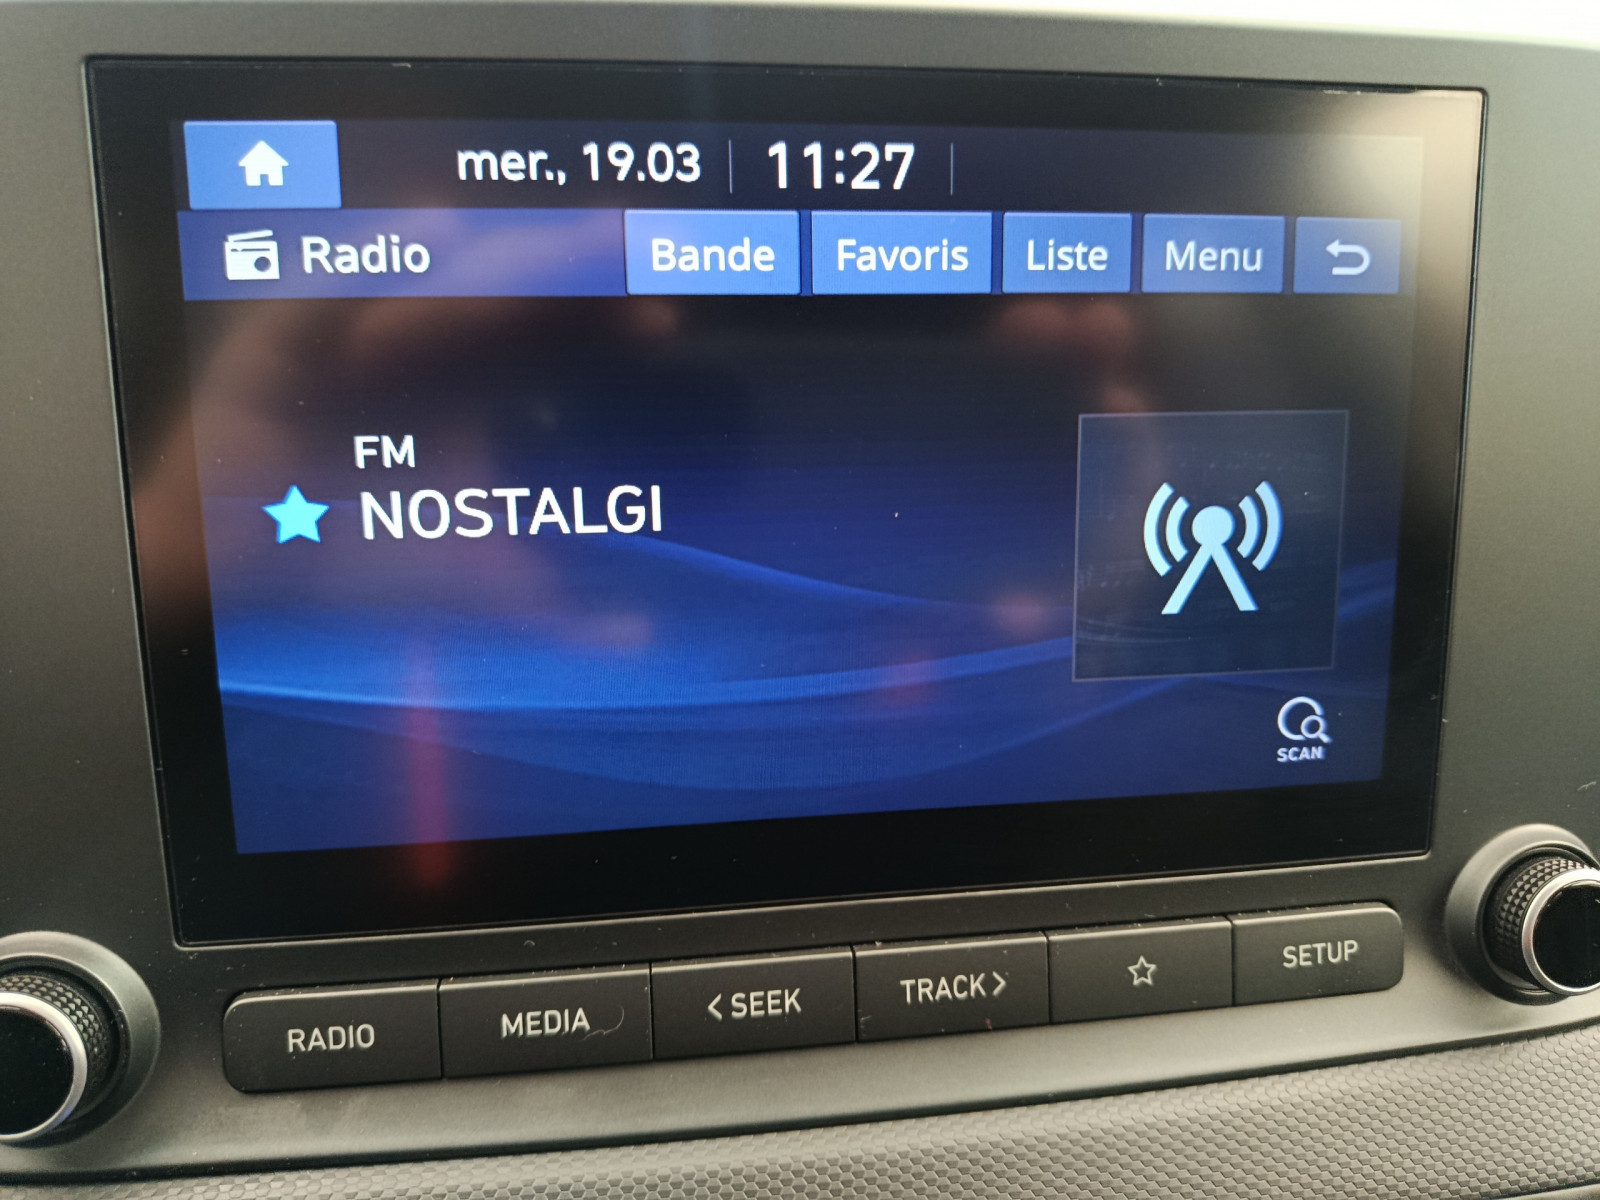 mer., 19.03 11:27
Radio Bande Favoris Liste Menu
FM
NOSTALGI
SCAN
RADIO MEDIA < SEEK TRACK > SETUP